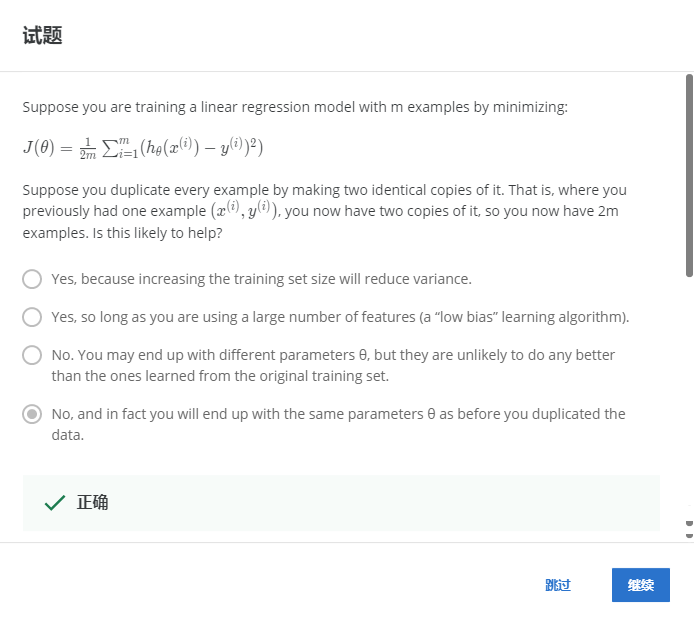 试题
Suppose you are training a linear regression model with m examples by minimizing:
J(θ) = \frac{1}{2m} \sum_{i=1}^{m} (h_θ(x^{(i)}) − y^{(i)})^2)
Suppose you duplicate every example by making two identical copies of it. That is, where you
previously had one example (x^{(i)}, y^{(i)}), you now have two copies of it, so you now have 2m
examples. Is this likely to help?
Yes, because increasing the training set size will reduce variance.
Yes, so long as you are using a large number of features (a “low bias” learning algorithm).
No. You may end up with different parameters θ, but they are unlikely to do any better
than the ones learned from the original training set.
No, and in fact you will end up with the same parameters θ as before you duplicated the
data.
正确
跳过
继续